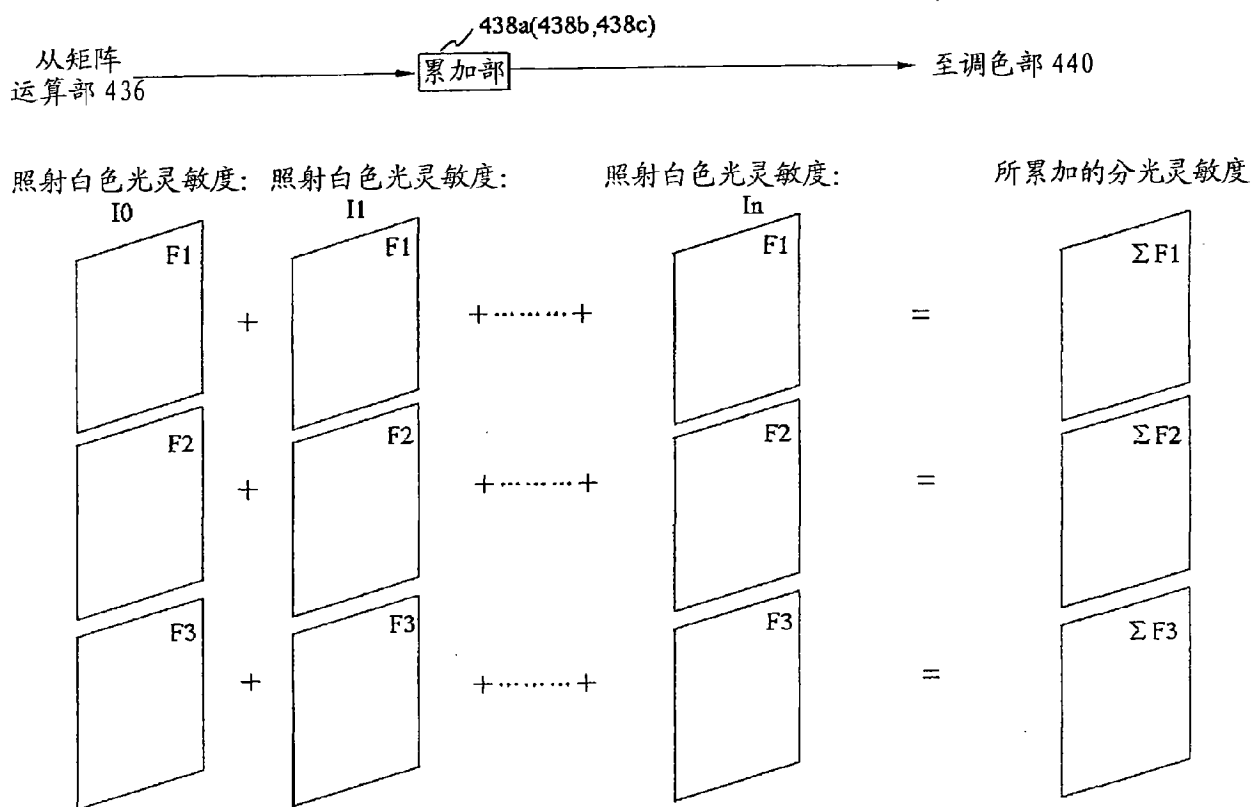 438a(438b,438c)
从矩阵
运算部 436
累加部
至调色部 440
照射白色光灵敏度: 照射白色光灵敏度: 照射白色光灵敏度: 所累加的分光灵敏度
I0 I1 In
F1 F1 F1 ΣF1
+ +………+ =
F2 F2 F2 ΣF2
+ +………+ =
F3 F3 F3 ΣF3
+ +………+ =